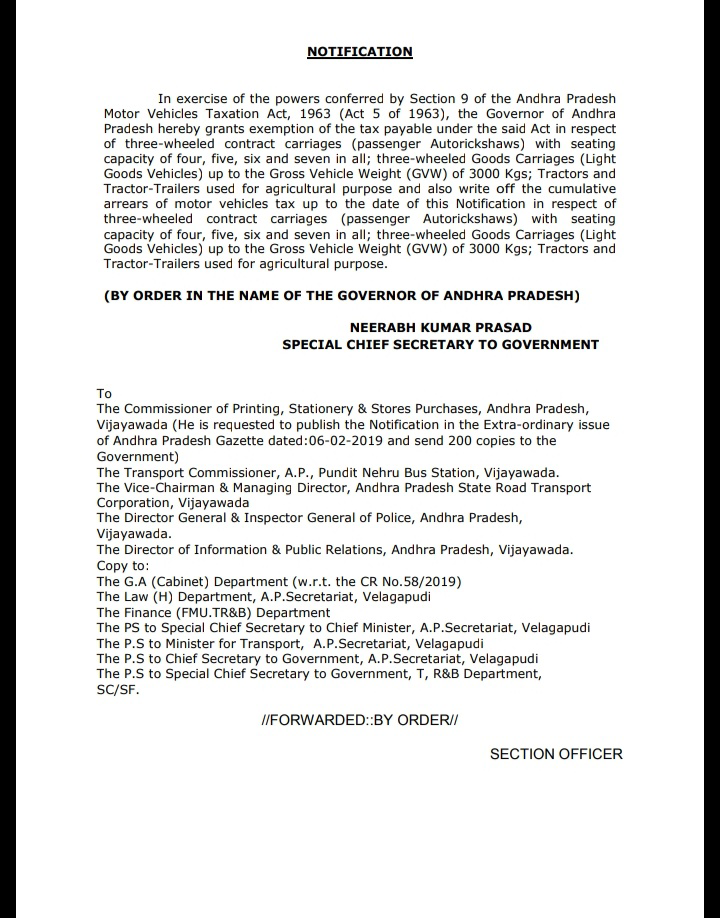 NOTIFICATION
In exercise of the powers conferred by Section 9 of the Andhra Pradesh
Motor Vehicles Taxation Act, 1963 (Act 5 of 1963), the Governor of Andhra
Pradesh hereby grants exemption of the tax payable under the said Act in respect
of three-wheeled contract carriages (passenger Autorickshaws) with seating
capacity of four, five, six and seven in all; three-wheeled Goods Carriages (Light
Goods Vehicles) up to the Gross Vehicle Weight (GVW) of 3000 Kgs; Tractors and
Tractor-Trailers used for agricultural purpose and also write off the cumulative
arrears of motor vehicles tax up to the date of this Notification in respect of
three-wheeled contract carriages (passenger Autorickshaws) with seating
capacity of four, five, six and seven in all; three-wheeled Goods Carriages (Light
Goods Vehicles) up to the Gross Vehicle Weight (GVW) of 3000 Kgs; Tractors and
Tractor-Trailers used for agricultural purpose.
(BY ORDER IN THE NAME OF THE GOVERNOR OF ANDHRA PRADESH)
NEERABH KUMAR PRASAD
SPECIAL CHIEF SECRETARY TO GOVERNMENT
To
The Commissioner of Printing, Stationery & Stores Purchases, Andhra Pradesh,
Vijayawada (He is requested to publish the Notification in the Extra-ordinary issue
of Andhra Pradesh Gazette dated:06-02-2019 and send 200 copies to the
Government)
The Transport Commissioner, A.P., Pundit Nehru Bus Station, Vijayawada.
The Vice-Chairman & Managing Director, Andhra Pradesh State Road Transport
Corporation, Vijayawada
The Director General & Inspector General of Police, Andhra Pradesh,
Vijayawada.
The Director of Information & Public Relations, Andhra Pradesh, Vijayawada.
Copy to:
The G.A (Cabinet) Department (w.r.t. the CR No.58/2019)
The Law (H) Department, A.P.Secretariat, Velagapudi
The Finance (FMU.TR&B) Department
The PS to Special Chief Secretary to Chief Minister, A.P.Secretariat, Velagapudi
The P.S to Minister for Transport, A.P.Secretariat, Velagapudi
The P.S to Chief Secretary to Government, A.P.Secretariat, Velagapudi
The P.S to Special Chief Secretary to Government, T, R&B Department,
SC/SF.
//FORWARDED::BY ORDER//
SECTION OFFICER